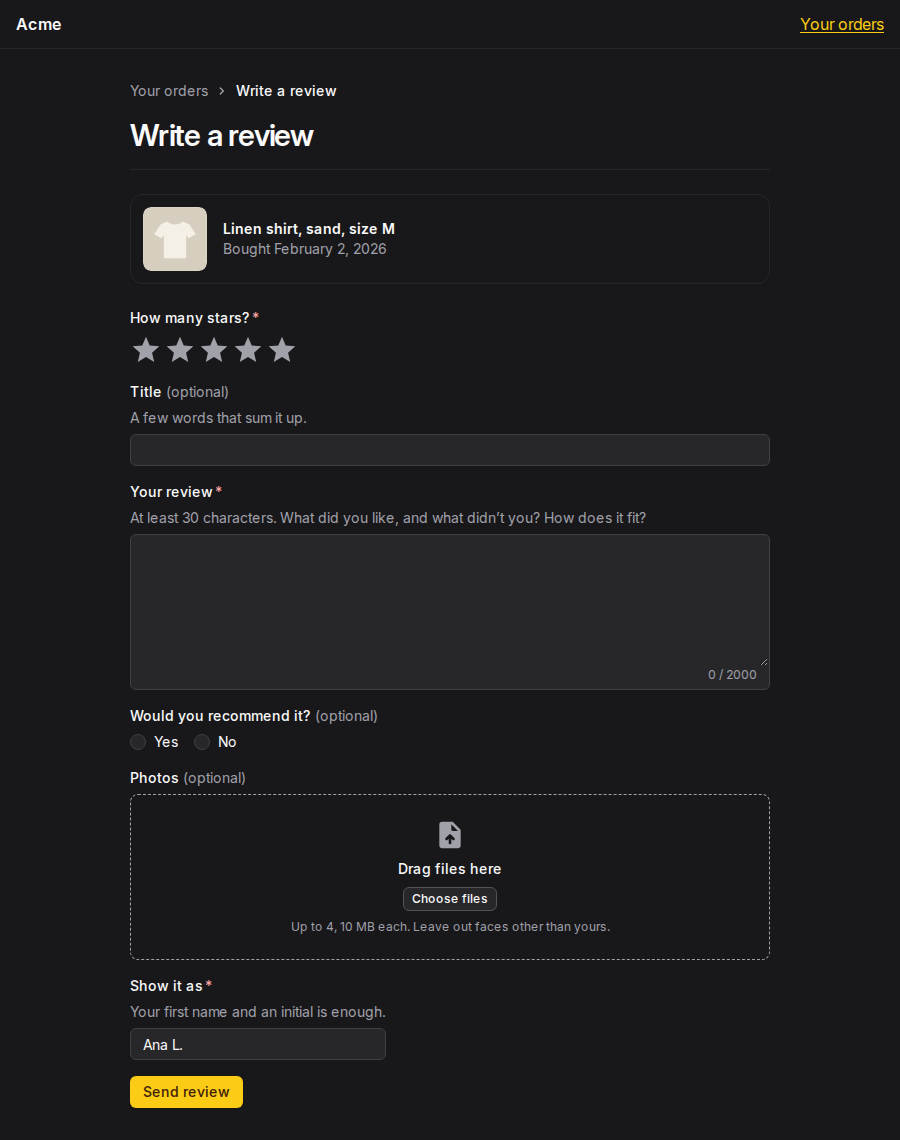 Acme
Your orders
Your orders > Write a review
Write a review
Linen shirt, sand, size M
Bought February 2, 2026
How many stars? *
Title (optional)
A few words that sum it up.
Your review *
At least 30 characters. What did you like, and what didn’t you? How does it fit?
0 / 2000
Would you recommend it? (optional)
Yes
No
Photos (optional)
Drag files here
Choose files
Up to 4, 10 MB each. Leave out faces other than yours.
Show it as *
Your first name and an initial is enough.
Ana L.
Send review